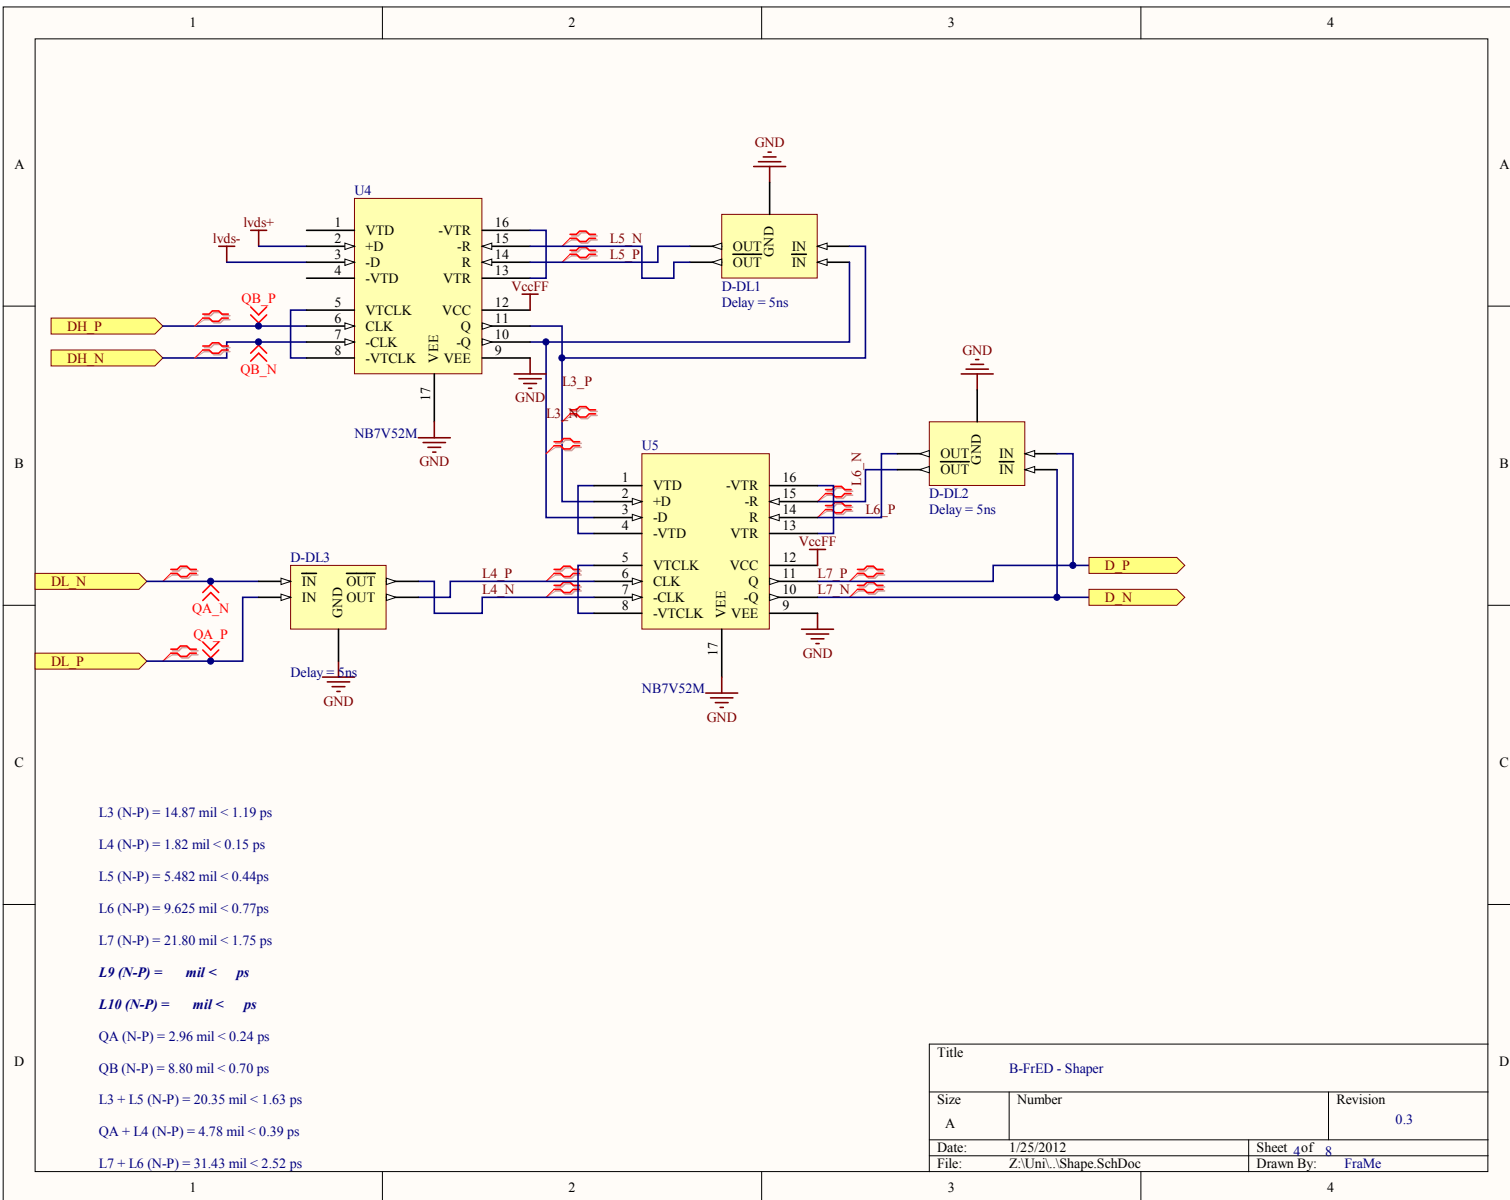 1 2 3 4
A A
GND
U4
lvds+
lvds-
1 VTD -VTR 16
2 +D -R 15
3 -D R 14
4 -VTD VTR 13
5 VTCLK VCC 12
6 CLK Q 11
7 -CLK -Q 10
8 -VTCLK VEE VEE 9
17
NB7V52M
GND
L5_N
L5_P
OUT GND IN
OUT IN
D-DL1
Delay = 5ns
VccFF
QB_P
DH_P
DH_N
QB_N
GND
L3_P
L3_N
GND
B B
U5
1 VTD -VTR 16
2 +D -R 15
3 -D R 14
4 -VTD VTR 13
5 VTCLK VCC 12
6 CLK Q 11
7 -CLK -Q 10
8 -VTCLK VEE VEE 9
17
NB7V52M
GND
L6_N
L6_P
OUT GND IN
OUT IN
D-DL2
Delay = 5ns
VccFF
L7_P
L7_N
D_P
D_N
GND
D-DL3
DL_N
IN OUT
IN GND OUT
QA_N
QA_P
DL_P
L4_P
L4_N
Delay = 5ns
GND
C C
L3 (N-P) = 14.87 mil < 1.19 ps
L4 (N-P) = 1.82 mil < 0.15 ps
L5 (N-P) = 5.482 mil < 0.44ps
L6 (N-P) = 9.625 mil < 0.77ps
L7 (N-P) = 21.80 mil < 1.75 ps
L9 (N-P) = mil < ps
L10 (N-P) = mil < ps
QA (N-P) = 2.96 mil < 0.24 ps
QB (N-P) = 8.80 mil < 0.70 ps
L3 + L5 (N-P) = 20.35 mil < 1.63 ps
QA + L4 (N-P) = 4.78 mil < 0.39 ps
L7 + L6 (N-P) = 31.43 mil < 2.52 ps
D D
Title
B-FrED - Shaper
Size Number Revision
A 0.3
Date: 1/25/2012 Sheet 4 of 8
File: Z:\Uni\..\Shape.SchDoc Drawn By: FraMe
1 2 3 4